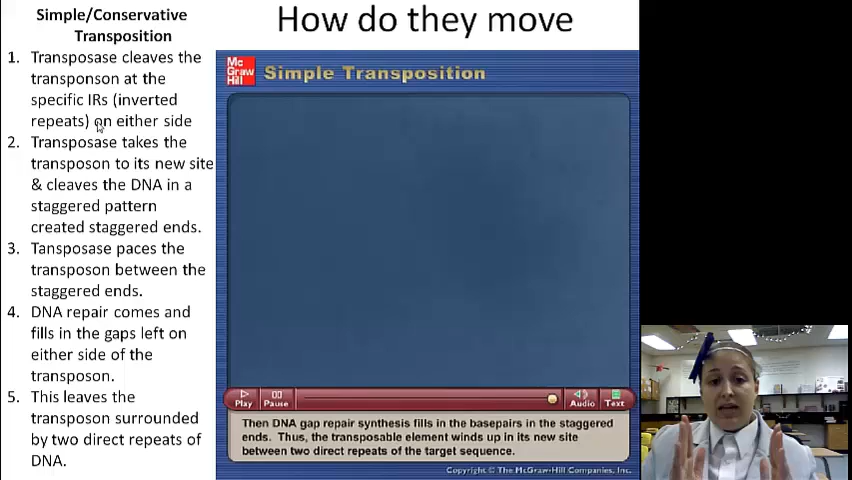 How do they move
Simple/Conservative
Transposition
1. Transposase cleaves the
transponson at the
specific IRs (inverted
repeats) on either side
2. Transposase takes the
transposon to its new site
& cleaves the DNA in a
staggered pattern
created staggered ends.
3. Tansposase paces the
transposon between the
staggered ends.
4. DNA repair comes and
fills in the gaps left on
either side of the
transposon.
5. This leaves the
transposon surrounded
by two direct repeats of
DNA.
Mc
Graw
Hill
Simple Transposition
Play
Pause
Audio
Text
Then DNA gap repair synthesis fills in the basepairs in the staggered
ends. Thus, the transposable element winds up in its new site
between two direct repeats of the target sequence.
Copyright © The McGraw-Hill Companies, Inc.